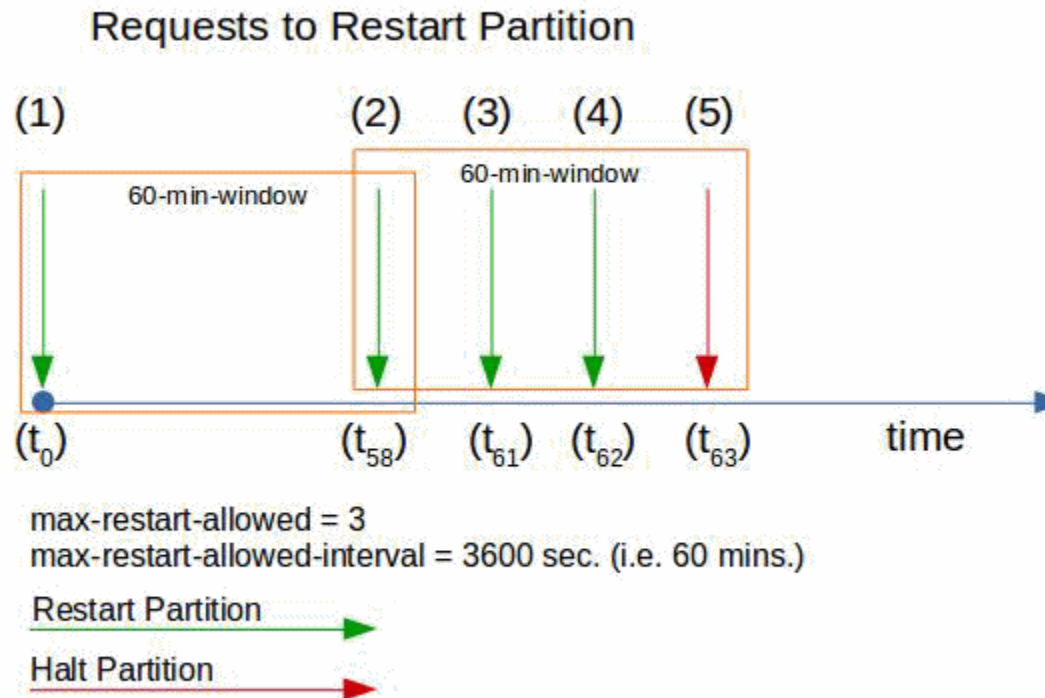 Requests to Restart Partition
(1) (2) (3) (4) (5)
60-min-window
60-min-window
(t0) (t58) (t61) (t62) (t63) time
max-restart-allowed = 3
max-restart-allowed-interval = 3600 sec. (i.e. 60 mins.)
Restart Partition
Halt Partition